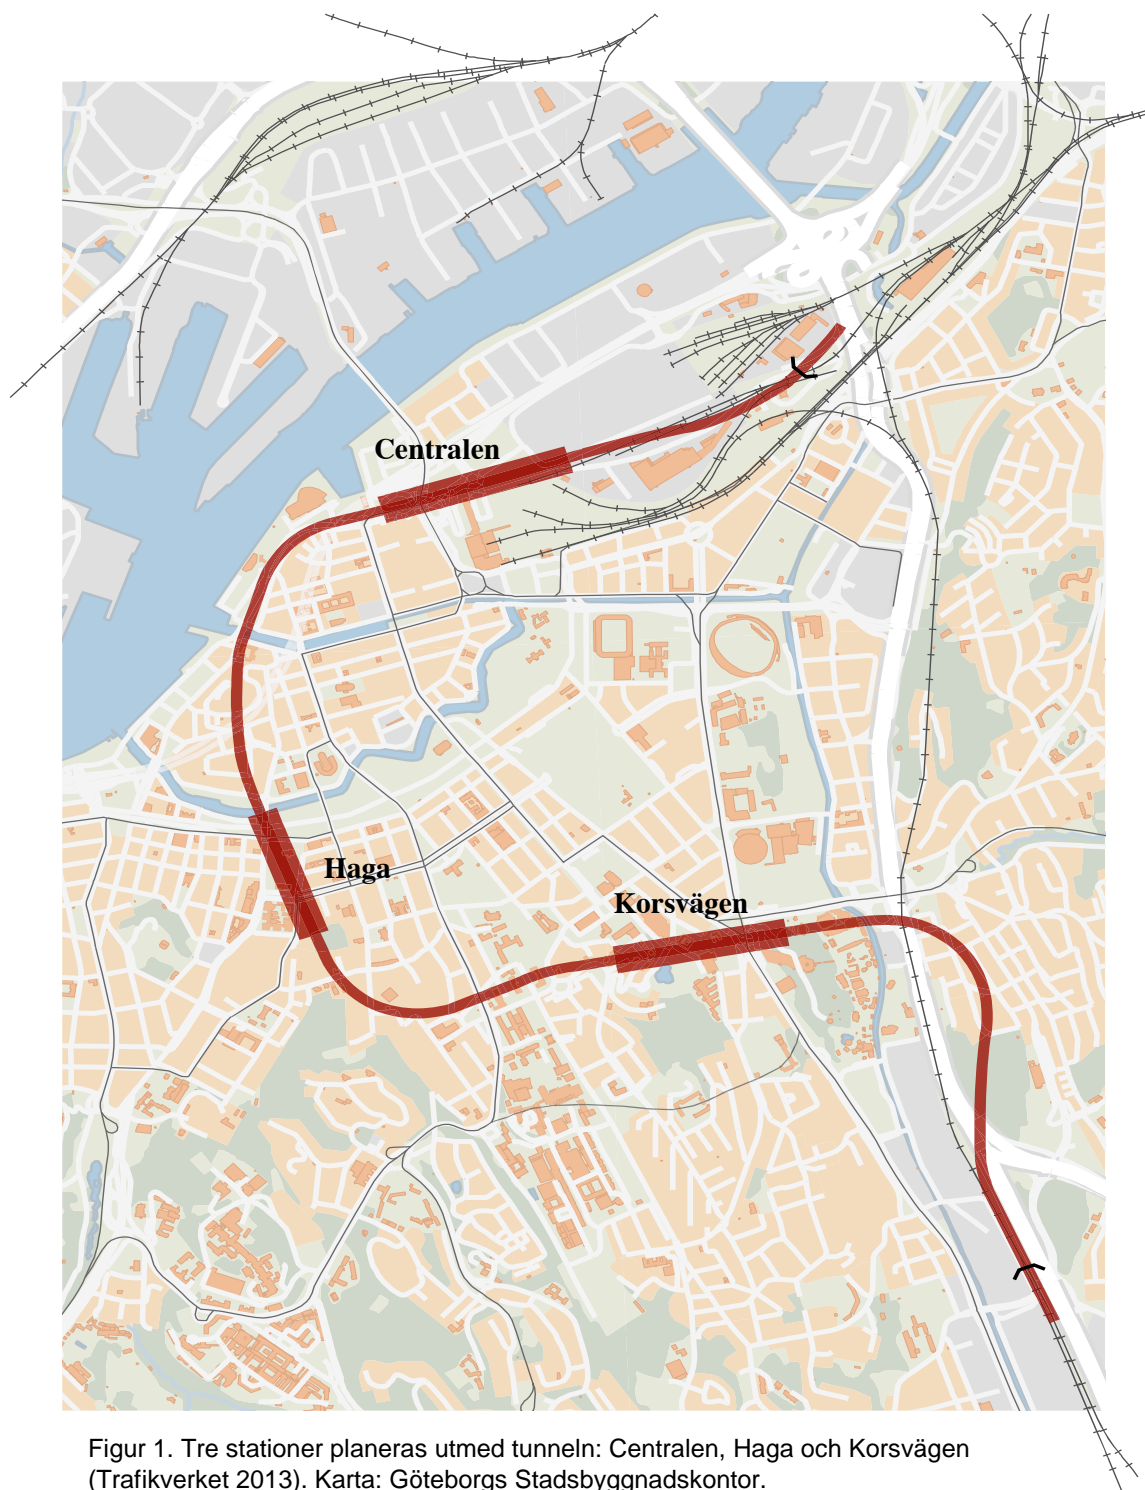 Centralen
Haga
Korsvägen
Figur 1. Tre stationer planeras utmed tunneln: Centralen, Haga och Korsvägen
(Trafikverket 2013). Karta: Göteborgs Stadsbyggnadskontor.